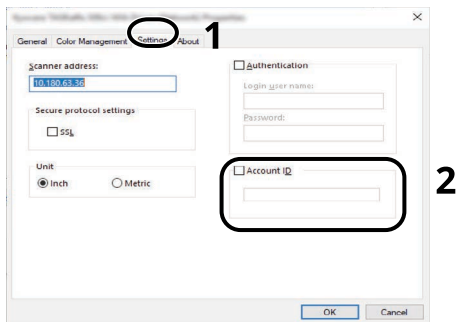 General Color Management Settings About
1
Scanner address:
10.180.63.36
Secure protocol settings
SSL
Unit
Inch Metric
Authentication
Login user name:
Password:
Account ID
2
OK Cancel